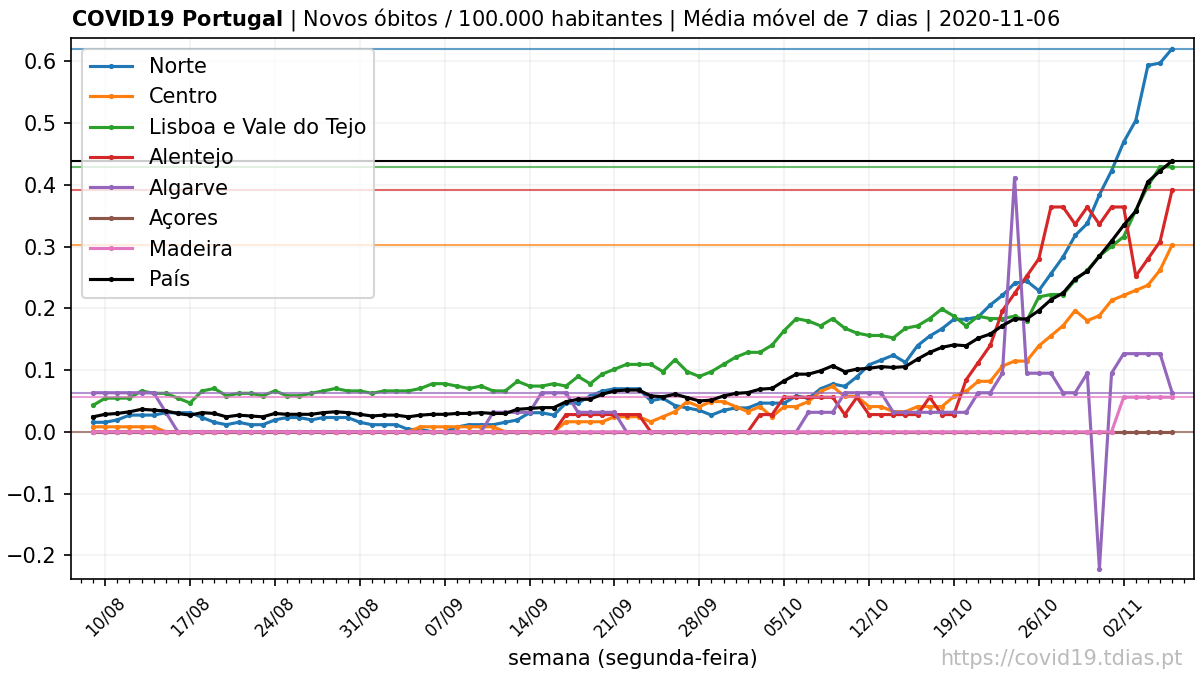 COVID19 Portugal | Novos óbitos / 100.000 habitantes | Média móvel de 7 dias | 2020-11-06
0.6
0.5
0.4
0.3
0.2
0.1
0.0
−0.1
−0.2
Norte
Centro
Lisboa e Vale do Tejo
Alentejo
Algarve
Açores
Madeira
País
10/08
17/08
24/08
31/08
07/09
14/09
21/09
28/09
05/10
12/10
19/10
26/10
02/11
semana (segunda-feira)
https://covid19.tdias.pt